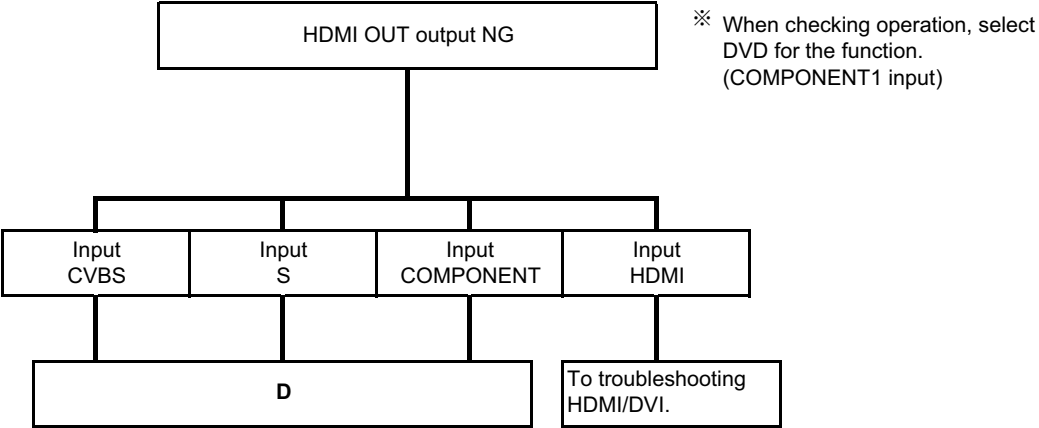 HDMI OUT output NG
※ When checking operation, select
DVD for the function.
(COMPONENT1 input)
Input
CVBS
Input
S
Input
COMPONENT
Input
HDMI
D
To troubleshooting
HDMI/DVI.